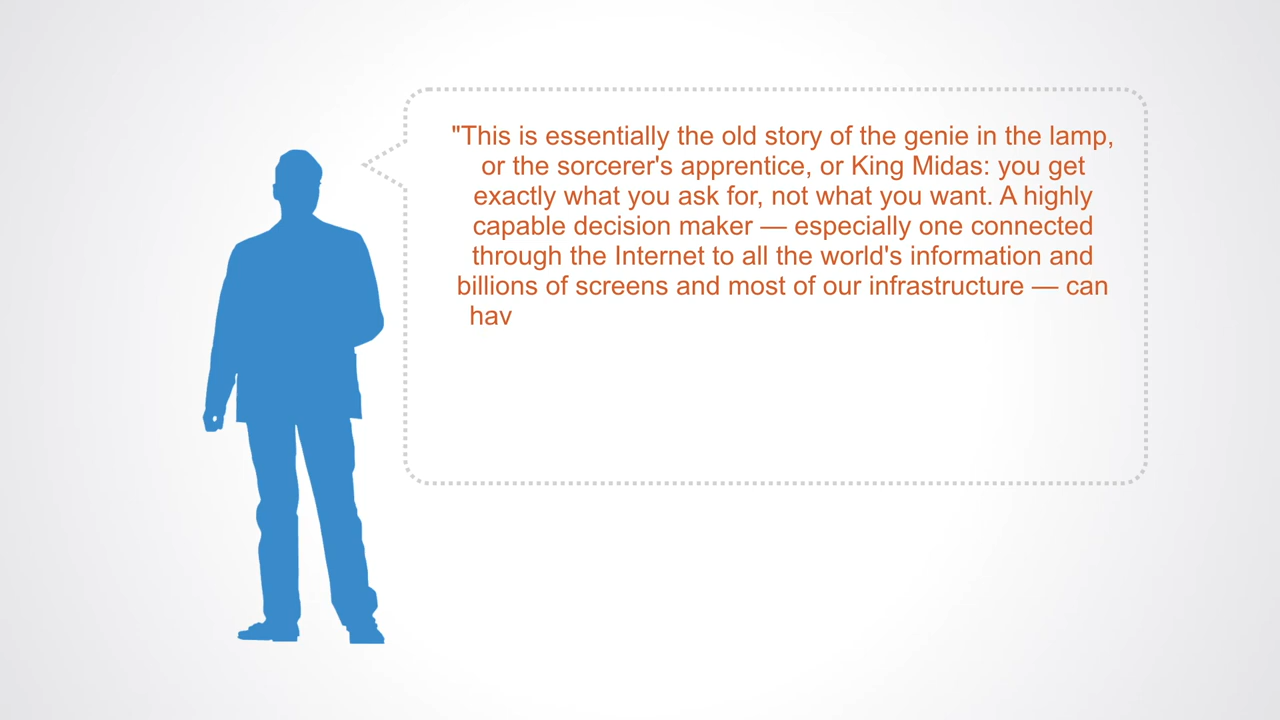 "This is essentially the old story of the genie in the lamp,
or the sorcerer's apprentice, or King Midas: you get
exactly what you ask for, not what you want. A highly
capable decision maker — especially one connected
through the Internet to all the world's information and
billions of screens and most of our infrastructure — can
hav